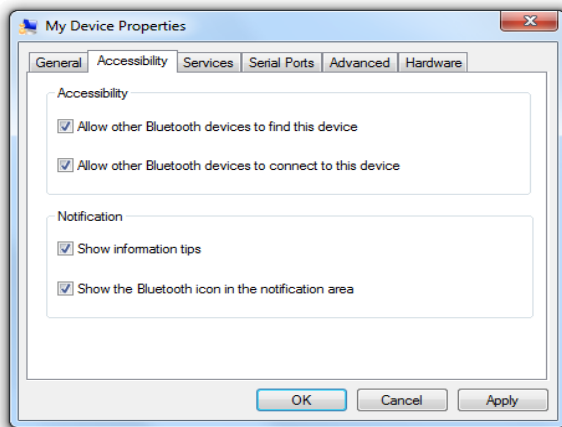 My Device Properties
General Accessibility Services Serial Ports Advanced Hardware
Accessibility
Allow other Bluetooth devices to find this device
Allow other Bluetooth devices to connect to this device
Notification
Show information tips
Show the Bluetooth icon in the notification area
OK Cancel Apply